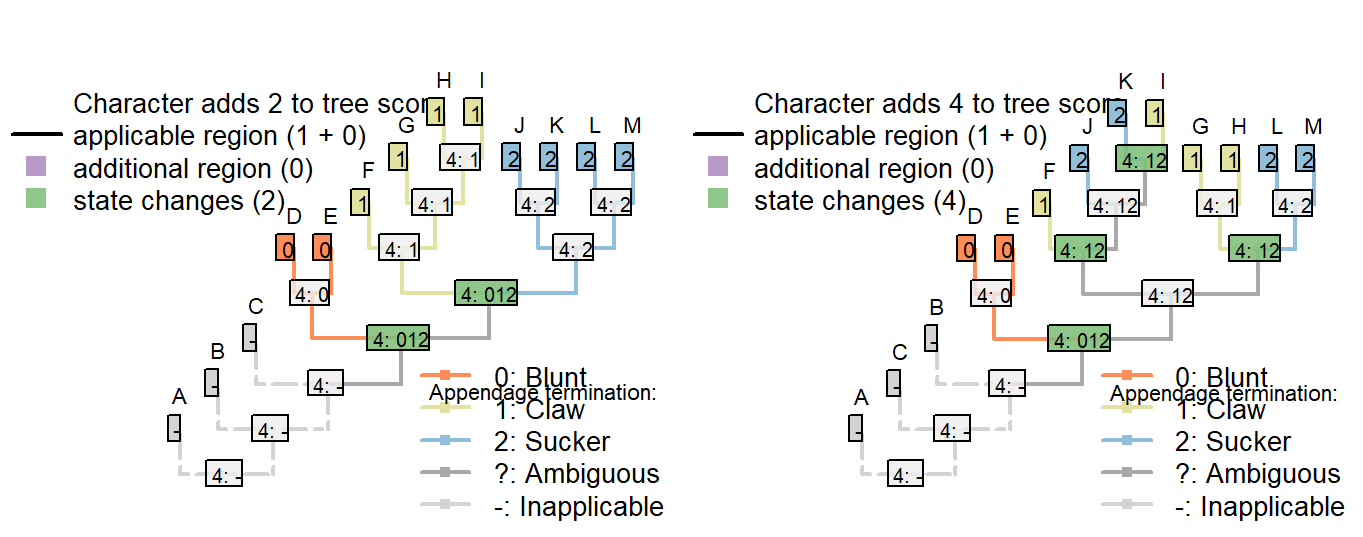 H I
Character adds 2 to tree score
1 1
applicable region (1 + 0)
G
J K L M
additional region (0)
1
4: 1
2 2 2 2
F
state changes (2)
1
4: 1
4: 2
4: 2
D E
0 0
4: 1
4: 2
4: 0
4: 012
C
-
4: 012
B
-
4: -
A
-
4: -
4: -
0: Blunt
Appendage termination:
1: Claw
2: Sucker
?: Ambiguous
-: Inapplicable
K I
Character adds 4 to tree score
2 1
applicable region (1 + 0)
J
G H L M
additional region (0)
2
4: 12
1 1 2 2
F
state changes (4)
1
4: 12
4: 1
4: 2
D E
0 0
4: 12
4: 12
4: 0
4: 12
B
-
4: 012
C
-
4: -
A
-
4: -
4: -
0: Blunt
Appendage termination:
1: Claw
2: Sucker
?: Ambiguous
-: Inapplicable